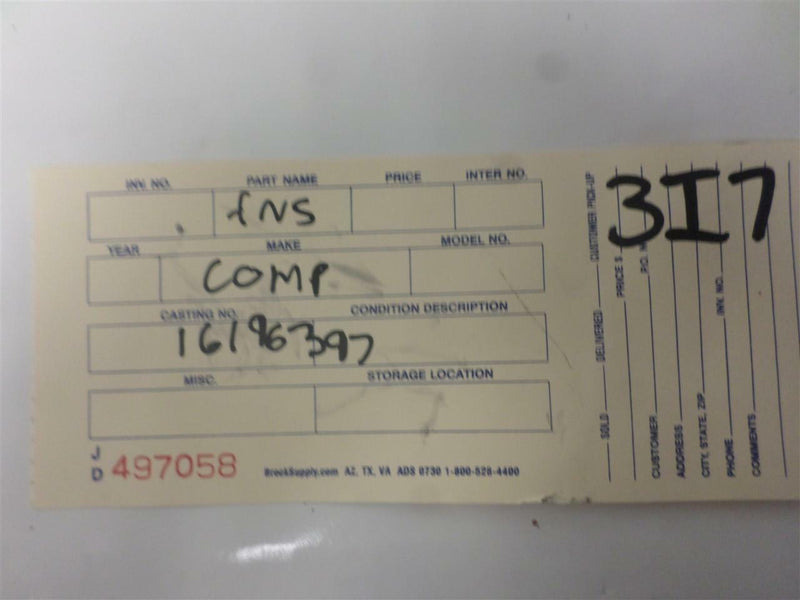 INV. NO. PART NAME PRICE INTER NO.
INS
YEAR MAKE MODEL NO.
COMP
CASTING NO. CONDITION DESCRIPTION
16196397
MISC. STORAGE LOCATION
J D 497058
BrockSupply.com AZ, TX, VA ADS 0730 1-800-528-4400
3I7
SOLD DELIVERED CUSTOMER PICK-UP
PRICE $
P.O. N
CUSTOMER
ADDRESS
CITY, STATE, ZIP
PHONE INV. NO.
COMMENTS